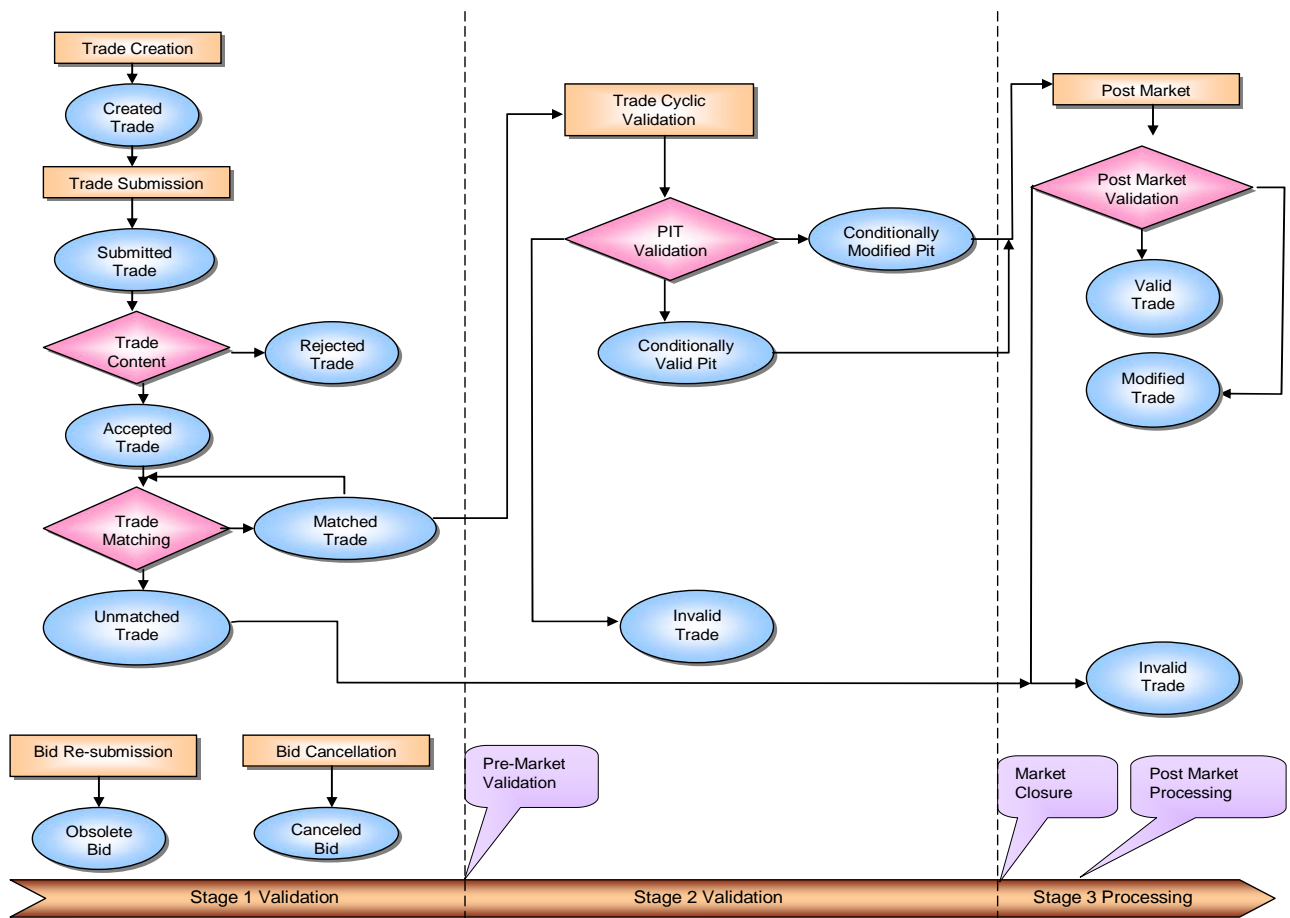 Trade Creation
Created
Trade
Trade Submission
Submitted
Trade
Trade
Content
Rejected
Trade
Accepted
Trade
Trade
Matching
Matched
Trade
Unmatched
Trade
Bid Re-submission
Obsolete
Bid
Bid Cancellation
Canceled
Bid
Trade Cyclic
Validation
PIT
Validation
Conditionally
Modified Pit
Conditionally
Valid Pit
Invalid
Trade
Pre-Market
Validation
Post Market
Post Market
Validation
Valid
Trade
Modified
Trade
Invalid
Trade
Market
Closure
Post Market
Processing
Stage 1 Validation
Stage 2 Validation
Stage 3 Processing